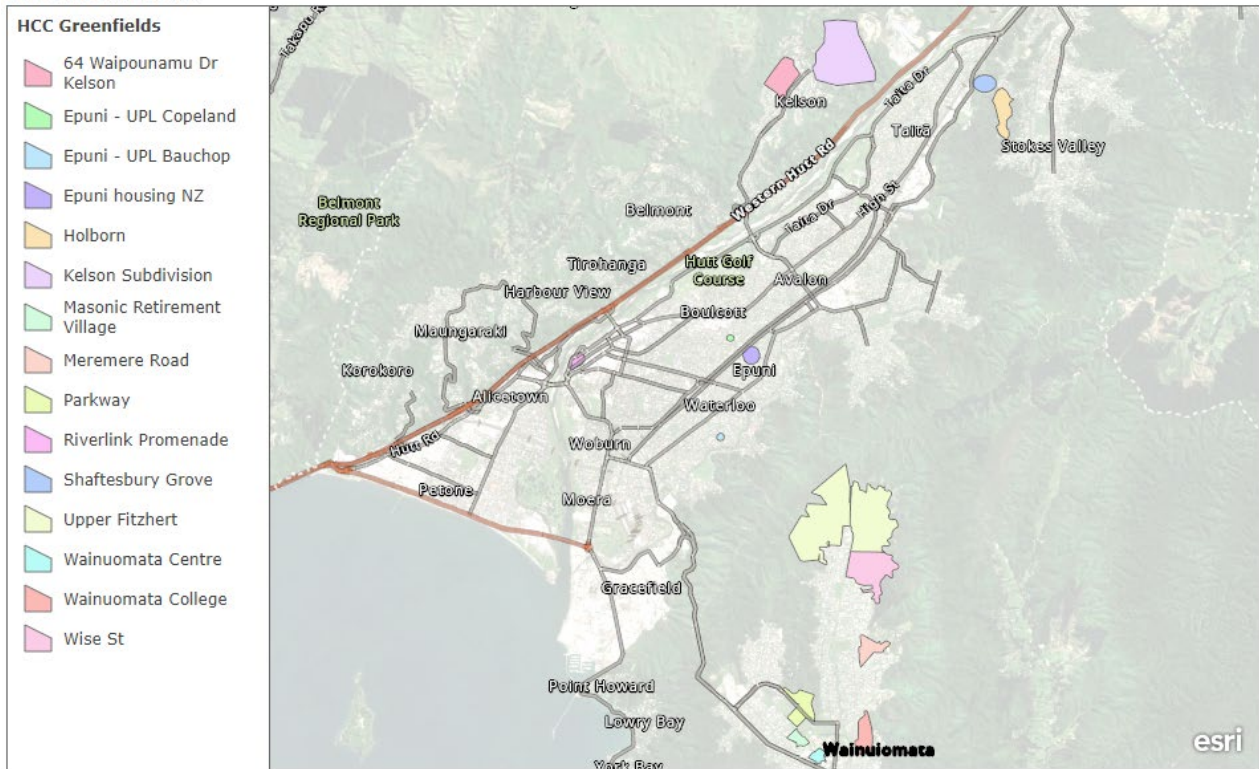 HCC Greenfields
64 Waipounamu Dr
Kelson
Epuni - UPL Copeland
Epuni - UPL Bauchop
Epuni housing NZ
Holborn
Kelson Subdivision
Masonic Retirement
Village
Meremere Road
Parkway
Riverlink Promenade
Shaftesbury Grove
Upper Fitzhert
Wainuomata Centre
Wainuomata College
Wise St
Takapu R
Kelson
Taita Dr
Taitā
Stokes Valley
Western Hutt Rd
Belmont
Regional Park
Belmont
Taita Dr
High St
Tirohanga
Hutt Golf
Course
Avalon
Harbour View
Boulcott
Maungaraki
Korokoro
Epuni
Alicetown
Waterloo
Hutt Rd
Woburn
Petone
Moera
Gracefield
Point Howard
Lowry Bay
York Bay
Wainuiomata
esri